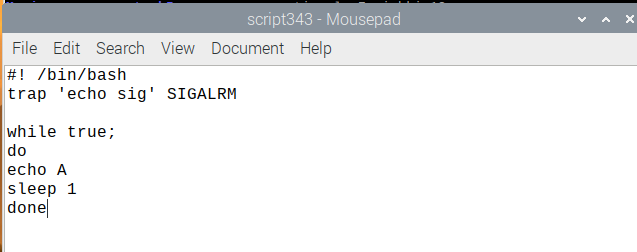 script343 - Mousepad
File Edit Search View Document Help
#! /bin/bash
trap 'echo sig' SIGALRM
while true;
do
echo A
sleep 1
done